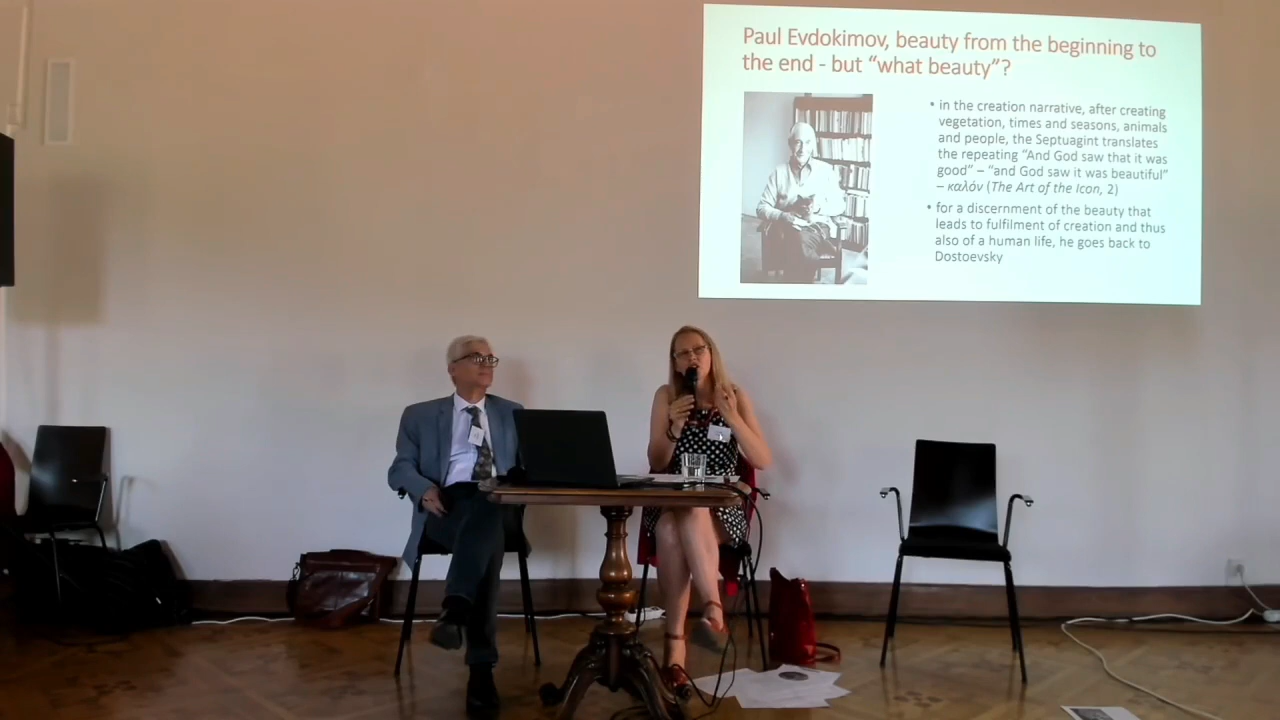 Paul Evdokimov, beauty from the beginning to
the end - but “what beauty”?
• in the creation narrative, after creating
vegetation, times and seasons, animals
and people, the Septuagint translates
the repeating “And God saw that it was
good” – “and God saw it was beautiful”
– καλόν (The Art of the Icon, 2)
• for a discernment of the beauty that
leads to fulfilment of creation and thus
also of a human life, he goes back to
Dostoevsky